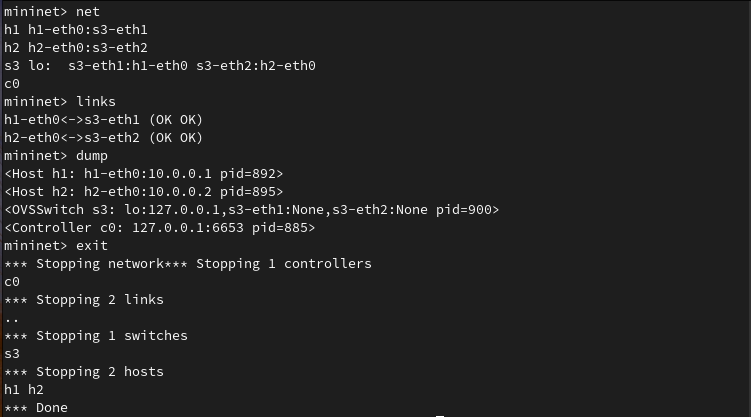 mininet> net
h1 h1-eth0:s3-eth1
h2 h2-eth0:s3-eth2
s3 lo:  s3-eth1:h1-eth0 s3-eth2:h2-eth0
c0
mininet> links
h1-eth0<->s3-eth1 (OK OK)
h2-eth0<->s3-eth2 (OK OK)
mininet> dump
<Host h1: h1-eth0:10.0.0.1 pid=892>
<Host h2: h2-eth0:10.0.0.2 pid=895>
<OVSSwitch s3: lo:127.0.0.1,s3-eth1:None,s3-eth2:None pid=900>
<Controller c0: 127.0.0.1:6653 pid=885>
mininet> exit
*** Stopping network*** Stopping 1 controllers
c0
*** Stopping 2 links
..
*** Stopping 1 switches
s3
*** Stopping 2 hosts
h1 h2
*** Done